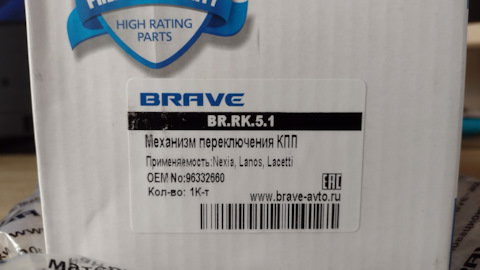 HIGH RATING
PARTS
BRAVE
BR.RK.5.1
Механизм переключения КПП
Применяемость:Nexia, Lanos, Lacetti
OEM No:96332660
Кол-во: 1К-т
EAC
www.brave-avto.ru